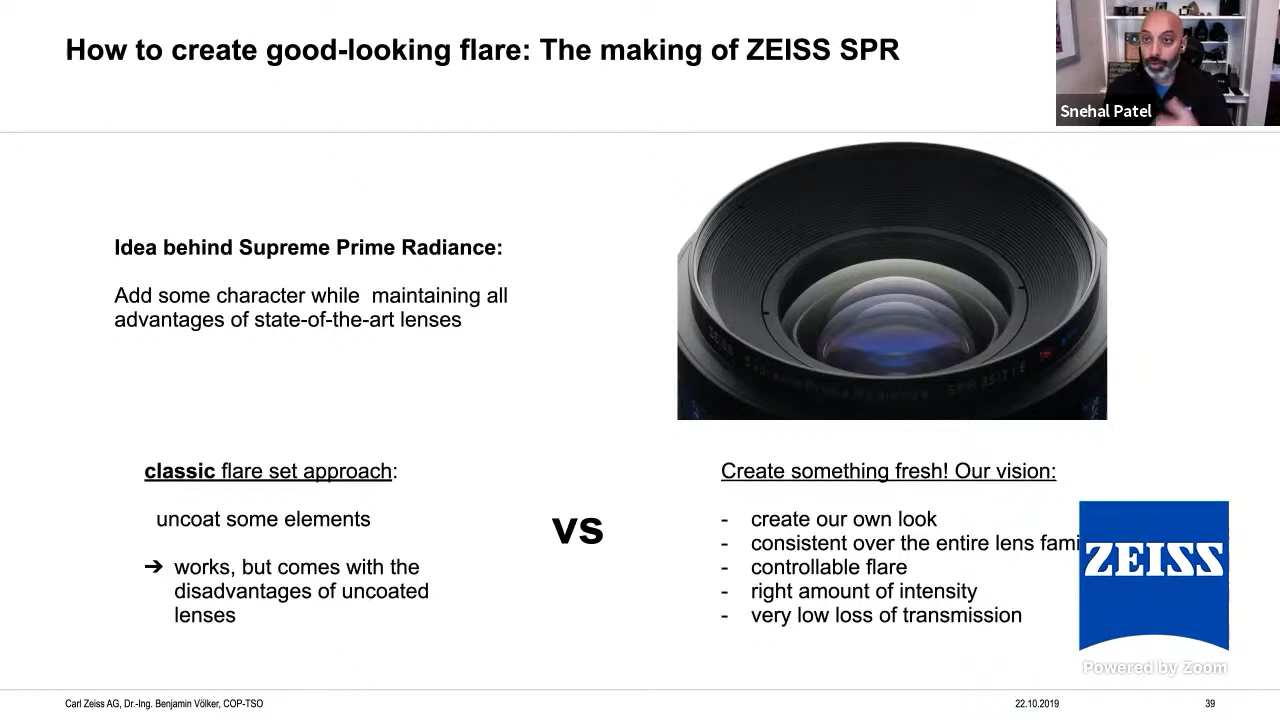 How to create good-looking flare: The making of ZEISS SPR
Snehal Patel
Idea behind Supreme Prime Radiance:
Add some character while  maintaining all
advantages of state-of-the-art lenses
ZEISS
Supreme Prime Radiance
classic flare set approach:
uncoat some elements
➔ works, but comes with the
disadvantages of uncoated
lenses
vs
Create something fresh! Our vision:
- create our own look
- consistent over the entire lens fami
- controllable flare
- right amount of intensity
- very low loss of transmission
ZEISS
Powered by Zoom
Carl Zeiss AG, Dr.-Ing. Benjamin Völker, COP-TSO
22.10.2019
39